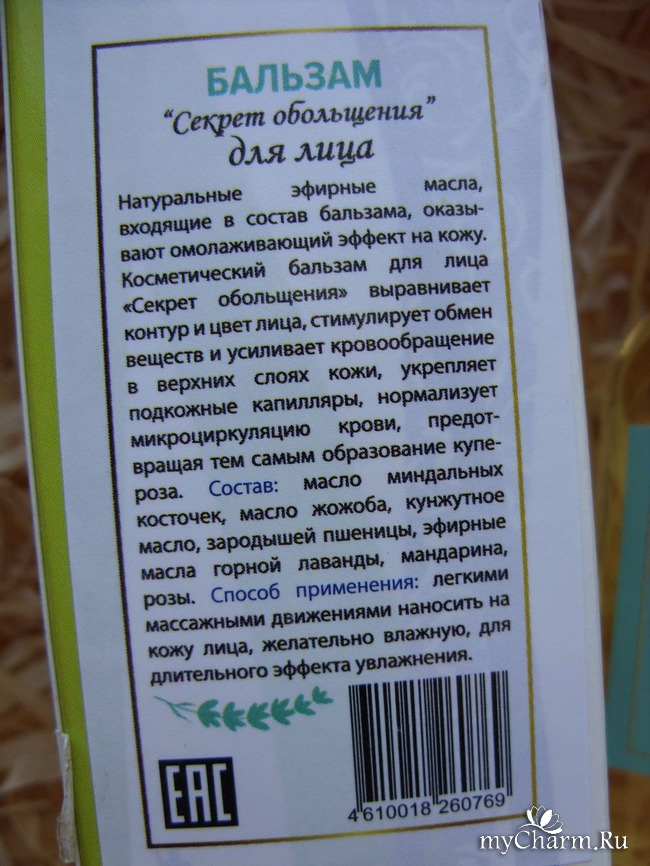 БАЛЬЗАМ
“Секрет обольщения”
для лица
Натуральные эфирные масла,
входящие в состав бальзама, оказы-
вают омолаживающий эффект на кожу.
Косметический бальзам для лица
«Секрет обольщения» выравнивает
контур и цвет лица, стимулирует обмен
веществ и усиливает кровообращение
в верхних слоях кожи, укрепляет
подкожные капилляры, нормализует
микроциркуляцию крови, предот-
вращая тем самым образование купе-
роза. Состав: масло миндальных
косточек, масло жожоба, кунжутное
масло, зародышей пшеницы, эфирные
масла горной лаванды, мандарина,
розы. Способ применения: легкими
массажными движениями наносить на
кожу лица, желательно влажную, для
длительного эффекта увлажнения.
EAC
4 610018 260769
myCharm.Ru